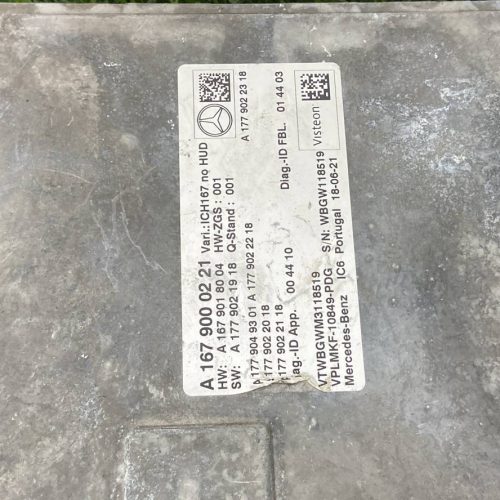 A 167 900 02 21 Vari.:ICH167 no HUD
HW: A 167 901 80 04 HW-ZGS : 001
SW: A 177 902 19 18 Q-Stand : 001
A 177 904 93 01 A 177 902 22 18
177 902 20 18
177 902 21 18
Diag.-ID App. 00 44 10 Diag.-ID FBL. 01 44 03
A 177 902 23 18
VTWBGWM3118519 S/N: WBGW118519
VPLMKF-10849-PDG
Mercedes-Benz IC6 Portugal 18-06-21
Visteon